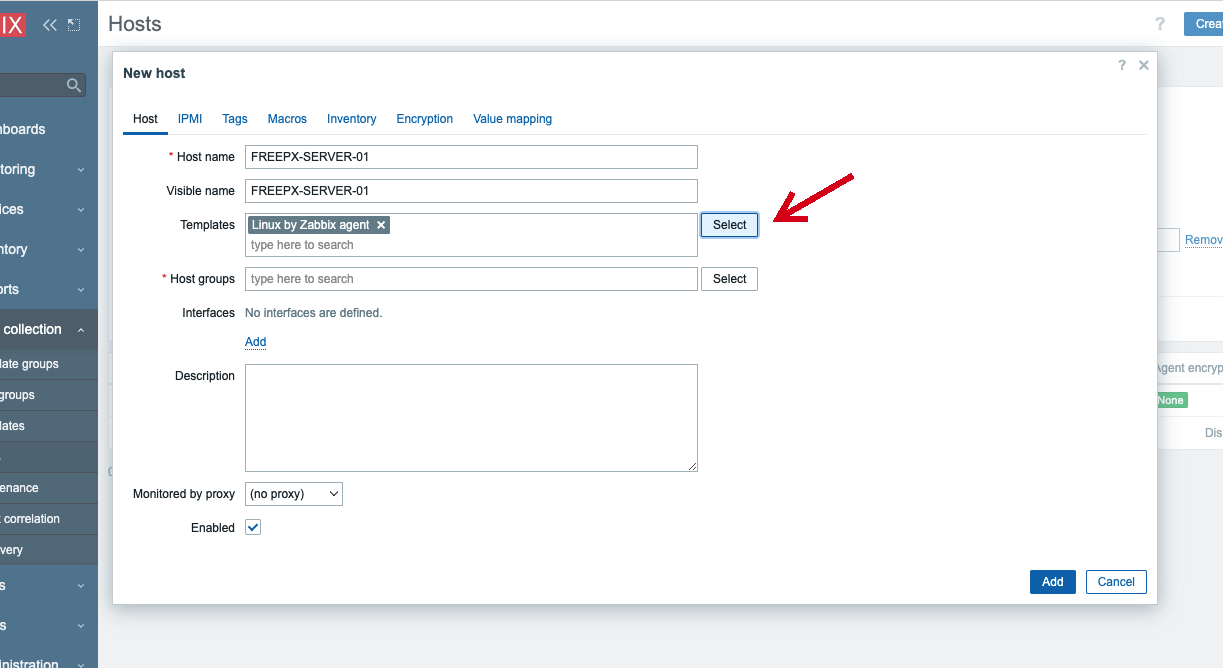 IX
Hosts
?
Crea
New host
?
hboards
toring
ices
ntory
orts
collection
late groups
groups
lates
enance
t correlation
very
s
s
inistration
Host IPMI Tags Macros Inventory Encryption Value mapping
* Host name FREEPX-SERVER-01
Visible name FREEPX-SERVER-01
Templates Linux by Zabbix agent × Select
type here to search
* Host groups type here to search Select
Interfaces No interfaces are defined.
Add
Description
Monitored by proxy (no proxy)
Enabled
Add Cancel
Remov
Agent encryp
None
Dis
0